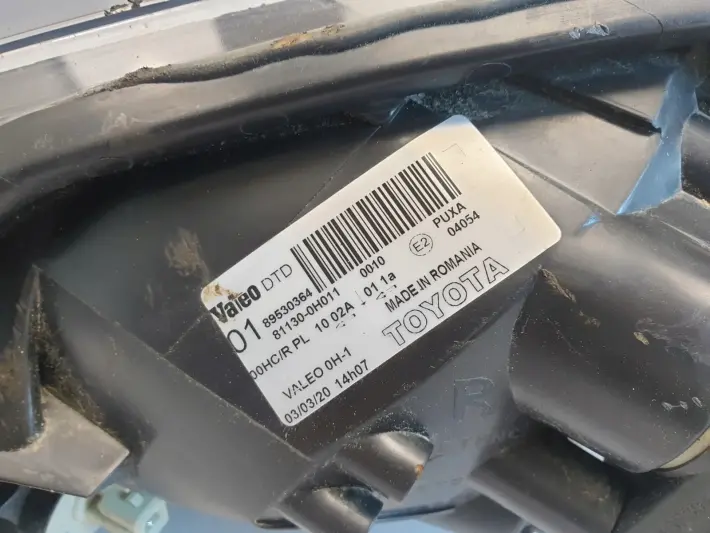 Valeo DTD
01 89530364
81130-0H011 0010 E2 PUXA
00HC/R PL 10 02A 01 1a 04054
VALEO 0H-1 MADE IN ROMANIA
03/03/20 14h07 TOYOTA
R